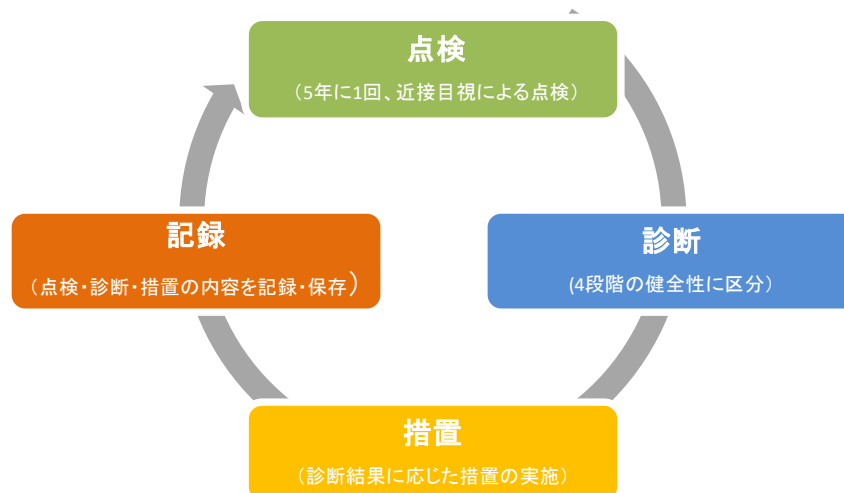 点検
（5年に1回、近接目視による点検）
診断
(4段階の健全性に区分）
措置
（診断結果に応じた措置の実施）
記録
（点検・診断・措置の内容を記録・保存）